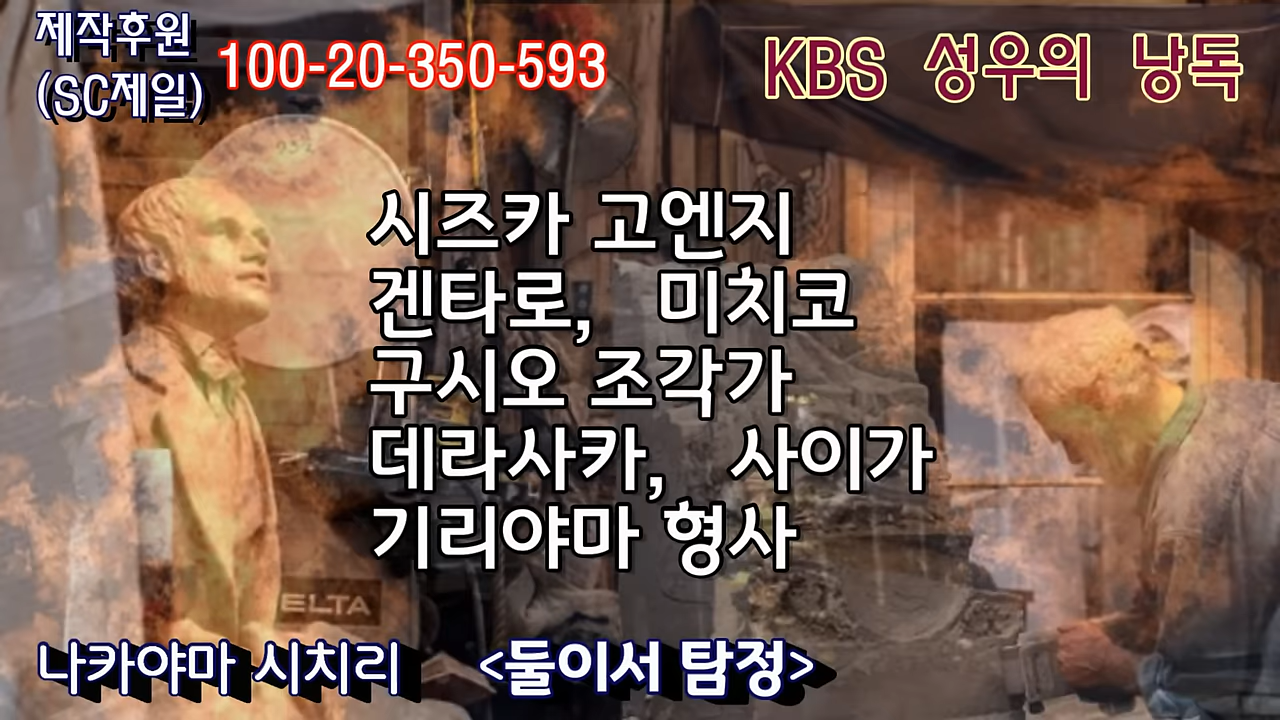 제작후원
(SC제일) 100-20-350-593
KBS 성우의 낭독
시즈카 고엔지
겐타로, 미치코
구시오 조각가
데라사카, 사이가
기리야마 형사
ELTA
나카야마 시치리 <둘이서 탐정>